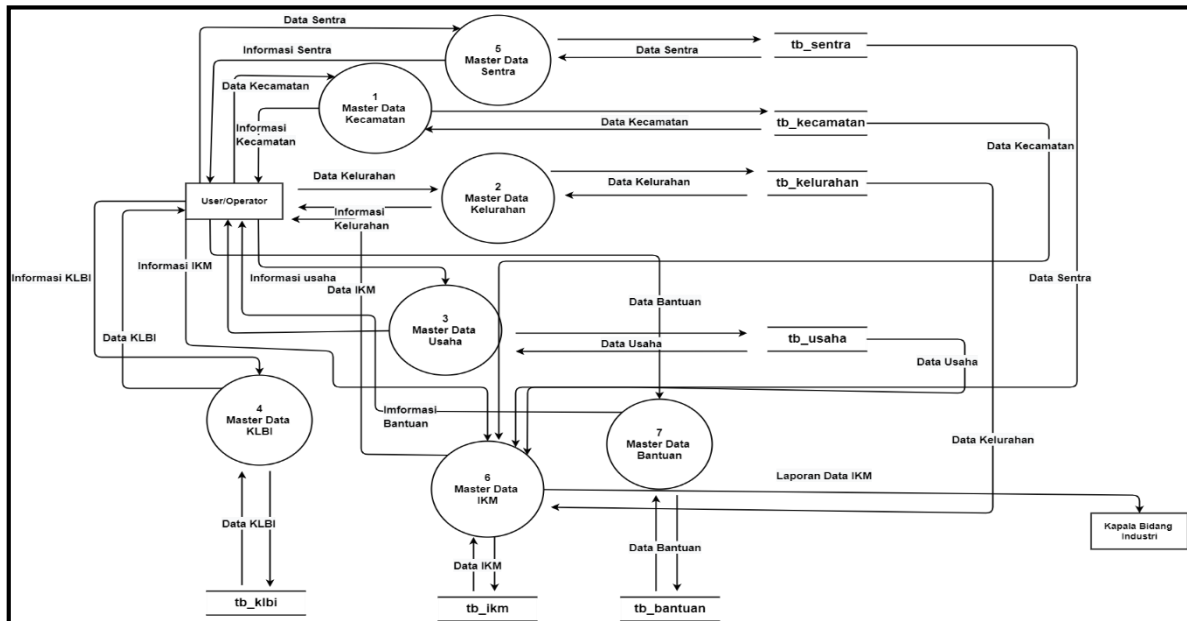 Data Sentra
Informasi Sentra
5
Master Data
Sentra
Data Sentra
tb_sentra
Data Kecamatan
1
Master Data
Kecamatan
Informasi
Kecamatan
Data Kecamatan
tb_kecamatan
Data Kecamatan
User/Operator
Data Kelurahan
Informasi
Kelurahan
2
Master Data
Kelurahan
Data Kelurahan
tb_kelurahan
Informasi KLBI
Informasi IKM
Informasi usaha
Data IKM
Data Bantuan
Data Sentra
3
Master Data
Usaha
Data Usaha
tb_usaha
Data Usaha
Data KLBI
4
Master Data
KLBI
Imformasi
Bantuan
7
Master Data
Bantuan
Data Kelurahan
6
Master Data
IKM
Laporan Data IKM
Kapala Bidang
Industri
Data KLBI
Data IKM
Data Bantuan
tb_klbi
tb_ikm
tb_bantuan